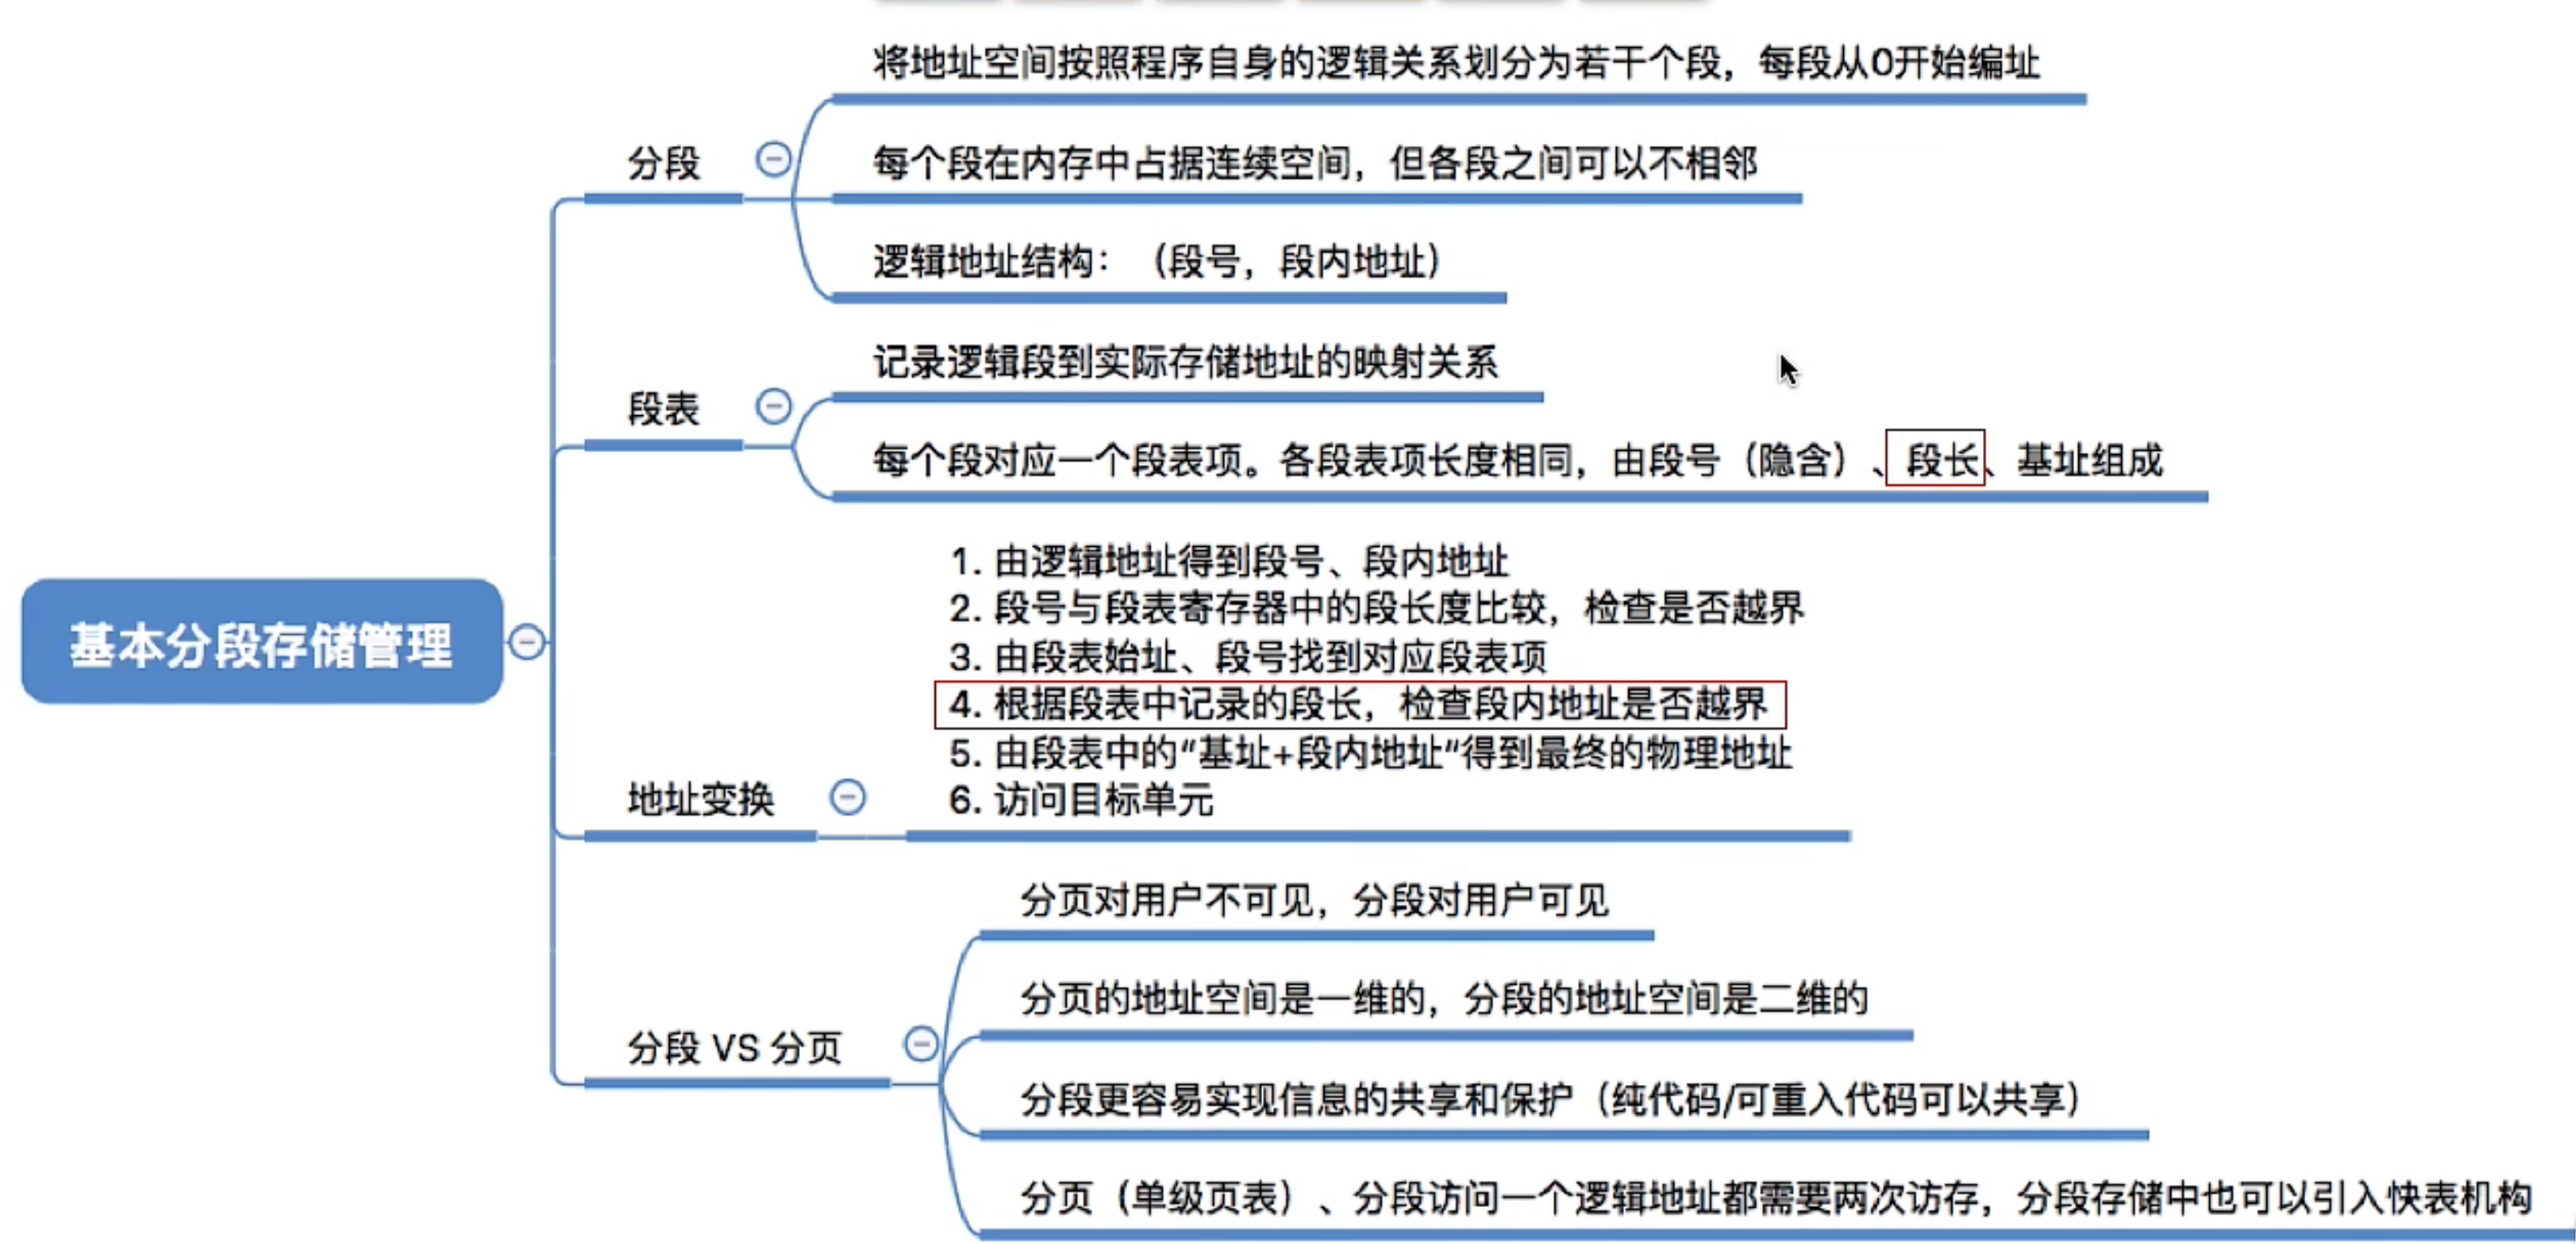 将地址空间按照程序自身的逻辑关系划分为若干个段，每段从0开始编址
分段
每个段在内存中占据连续空间，但各段之间可以不相邻
逻辑地址结构：（段号，段内地址）
记录逻辑段到实际存储地址的映射关系
段表
每个段对应一个段表项。各段表项长度相同，由段号（隐含）、段长、基址组成
1. 由逻辑地址得到段号、段内地址
2. 段号与段表寄存器中的段长度比较，检查是否越界
3. 由段表始址、段号找到对应段表项
基本分段存储管理
4. 根据段表中记录的段长，检查段内地址是否越界
5. 由段表中的“基址+段内地址“得到最终的物理地址
地址变换
6. 访问目标单元
分页对用户不可见，分段对用户可见
分页的地址空间是一维的，分段的地址空间是二维的
分段 VS 分页
分段更容易实现信息的共享和保护（纯代码/可重入代码可以共享）
分页（单级页表）、分段访问一个逻辑地址都需要两次访存，分段存储中也可以引入快表机构